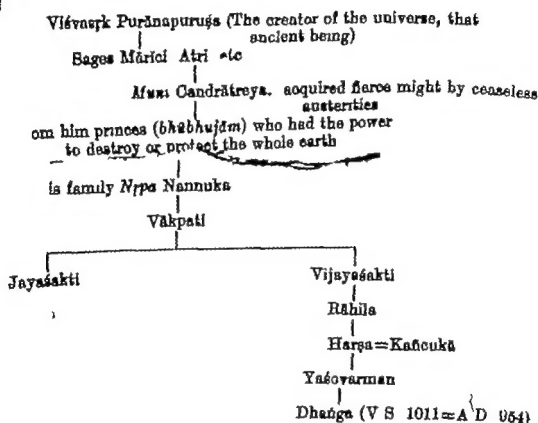 Viśvasṛk Purāṇapuruṣa (The creator of the universe, that
ancient being)
Sages Mārīci Atri etc
Muni Candrātreya. acquired fierce might by ceaseless
austerities
om him princes (bhūbhujām) who had the power
to destroy or protect the whole earth
is family Nṛpa Nannuka
Vākpati
Jayaśakti Vijayaśakti
Rāhila
Harṣa=Kañcukā
Yaśovarman
Dhaṅga (V S 1011=A D 954)